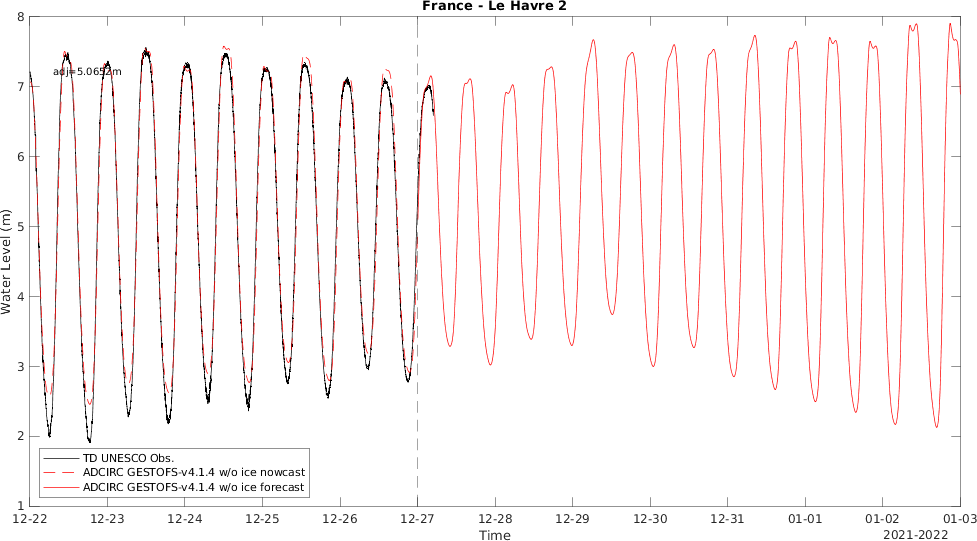 France - Le Havre 2
8
7
6
5
4
3
2
1
Water Level (m)
adj=5.0652m
TD UNESCO Obs.
ADCIRC GESTOFS-v4.1.4 w/o ice nowcast
ADCIRC GESTOFS-v4.1.4 w/o ice forecast
12-22 12-23 12-24 12-25 12-26 12-27 12-28 12-29 12-30 12-31 01-01 01-02 01-03
Time
2021-2022